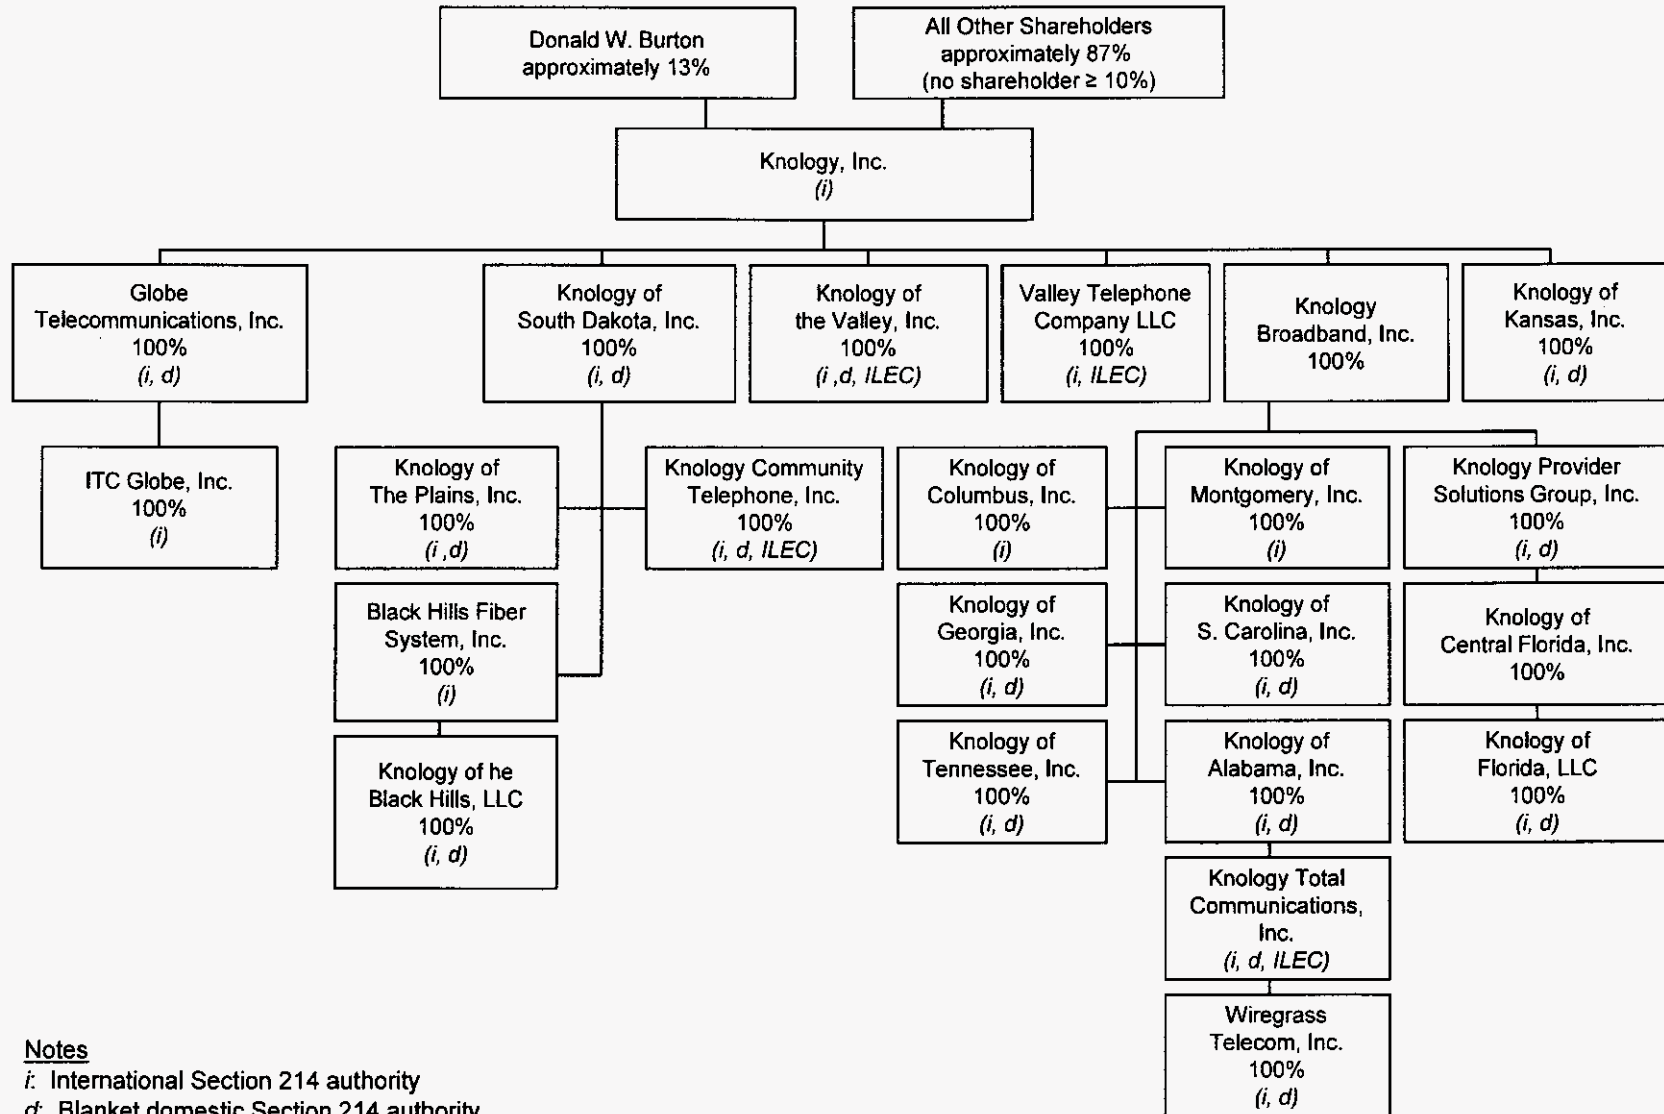 Donald W. Burton
approximately 13%
All Other Shareholders
approximately 87%
(no shareholder ≥ 10%)
Knology, Inc.
(i)
Globe
Telecommunications, Inc.
100%
(i, d)
Knology of
South Dakota, Inc.
100%
(i, d)
Knology of
the Valley, Inc.
100%
(i ,d, ILEC)
Valley Telephone
Company LLC
100%
(i, ILEC)
Knology
Broadband, Inc.
100%
Knology of
Kansas, Inc.
100%
(i, d)
ITC Globe, Inc.
100%
(i)
Knology of
The Plains, Inc.
100%
(i ,d)
Knology Community
Telephone, Inc.
100%
(i, d, ILEC)
Knology of
Columbus, Inc.
100%
(i)
Knology of
Montgomery, Inc.
100%
(i)
Knology Provider
Solutions Group, Inc.
100%
(i, d)
Black Hills Fiber
System, Inc.
100%
(i)
Knology of
Georgia, Inc.
100%
(i, d)
Knology of
S. Carolina, Inc.
100%
(i, d)
Knology of
Central Florida, Inc.
100%
Knology of he
Black Hills, LLC
100%
(i, d)
Knology of
Tennessee, Inc.
100%
(i, d)
Knology of
Alabama, Inc.
100%
(i, d)
Knology of
Florida, LLC
100%
(i, d)
Knology Total
Communications,
Inc.
(i, d, ILEC)
Wiregrass
Telecom, Inc.
100%
(i, d)
Notes
i: International Section 214 authority
d: Blanket domestic Section 214 authority